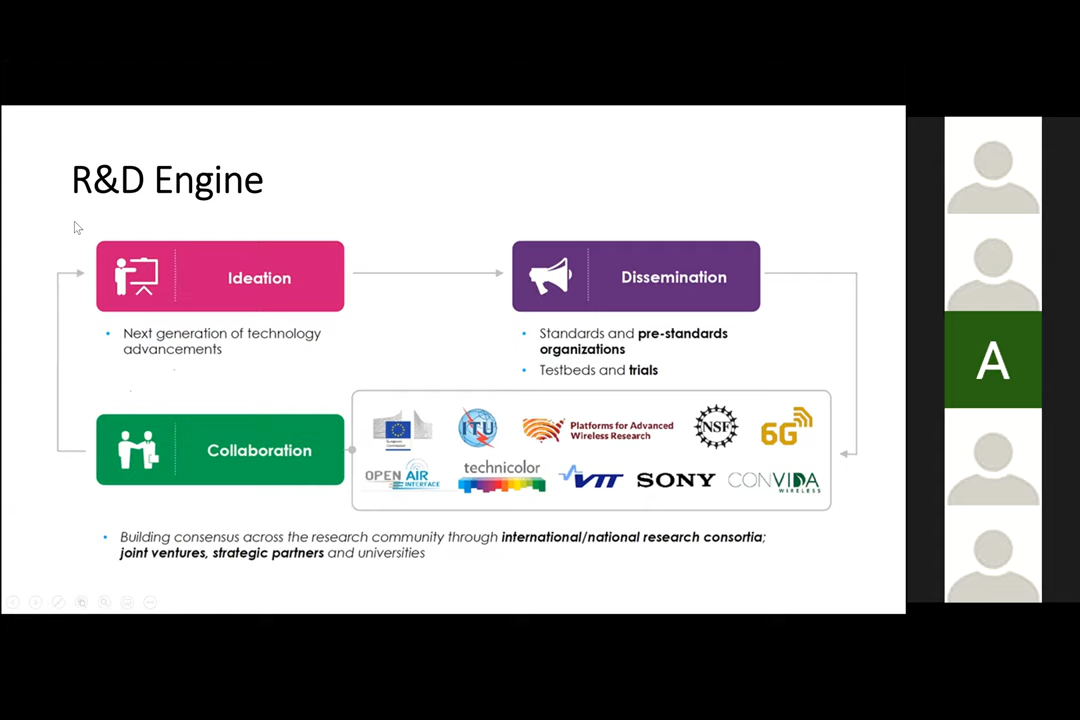 R&D Engine
Ideation
Dissemination
• Next generation of technology
advancements
• Standards and pre-standards
organizations
• Testbeds and trials
Collaboration
European
Commission
ITU
Platforms for Advanced
Wireless Research
NSF
6G
OPEN AIR
INTERFACE
technicolor
VTT
SONY
CONVIDA
WIRELESS
• Building consensus across the research community through international/national research consortia;
joint ventures, strategic partners and universities
A